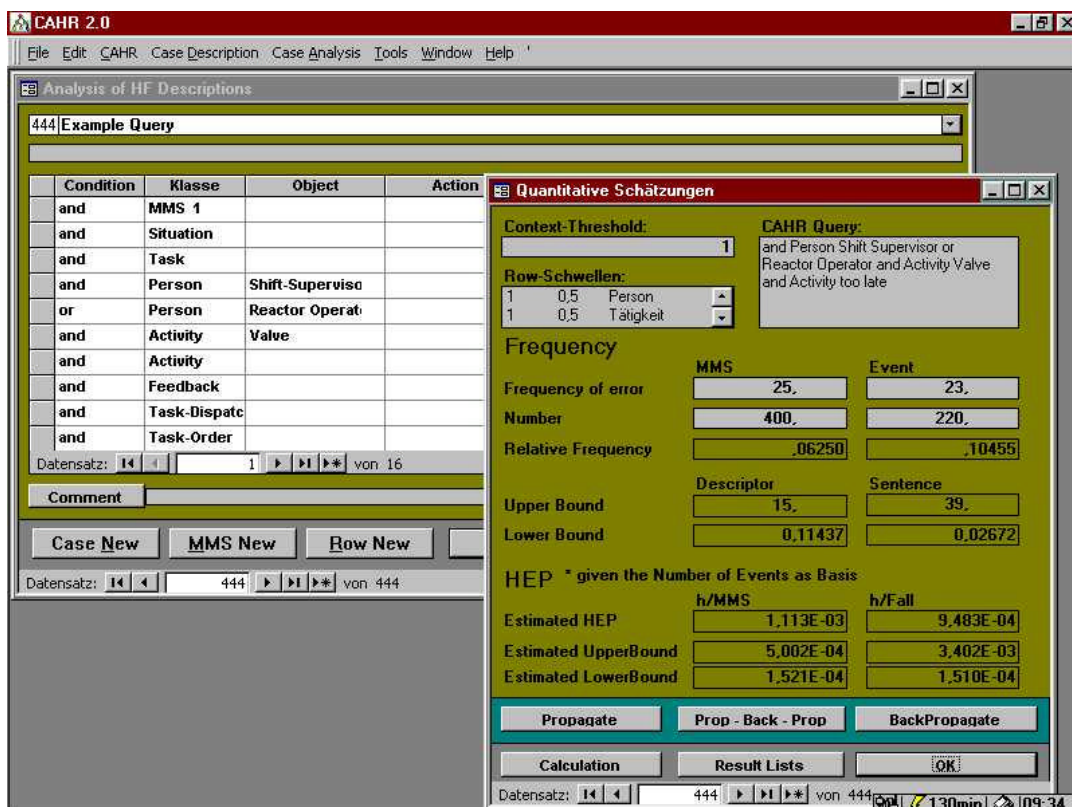 CAHR 2.0
File Edit CAHR Case Description Case Analysis Tools Window Help '
Analysis of HF Descriptions
444 Example Query
Condition Klasse Object Action
and MMS 1
and Situation
and Task
and Person Shift-Superviso
or Person Reactor Operat
and Activity Valve
and Activity
and Feedback
and Task-Dispatc
and Task-Order
Datensatz: 1 von 16
Comment
Case New MMS New Row New
Datensatz: 444 von 444
Quantitative Schätzungen
Context-Threshold: CAHR Query:
1
and Person Shift Supervisor or
Reactor Operator and Activity Valve
and Activity too late
Row-Schwellen:
1 0,5 Person
1 0,5 Tätigkeit
Frequency
MMS Event
Frequency of error 25, 23,
Number 400, 220,
Relative Frequency ,06250 ,10455
Descriptor Sentence
Upper Bound 15, 39,
Lower Bound 0,11437 0,02672
HEP * given the Number of Events as Basis
h/MMS h/Fall
Estimated HEP 1,113E-03 9,483E-04
Estimated UpperBound 5,002E-04 3,402E-03
Estimated LowerBound 1,521E-04 1,510E-04
Propagate Prop - Back - Prop BackPropagate
Calculation Result Lists OK
Datensatz: 444 von 444
130min 09:34